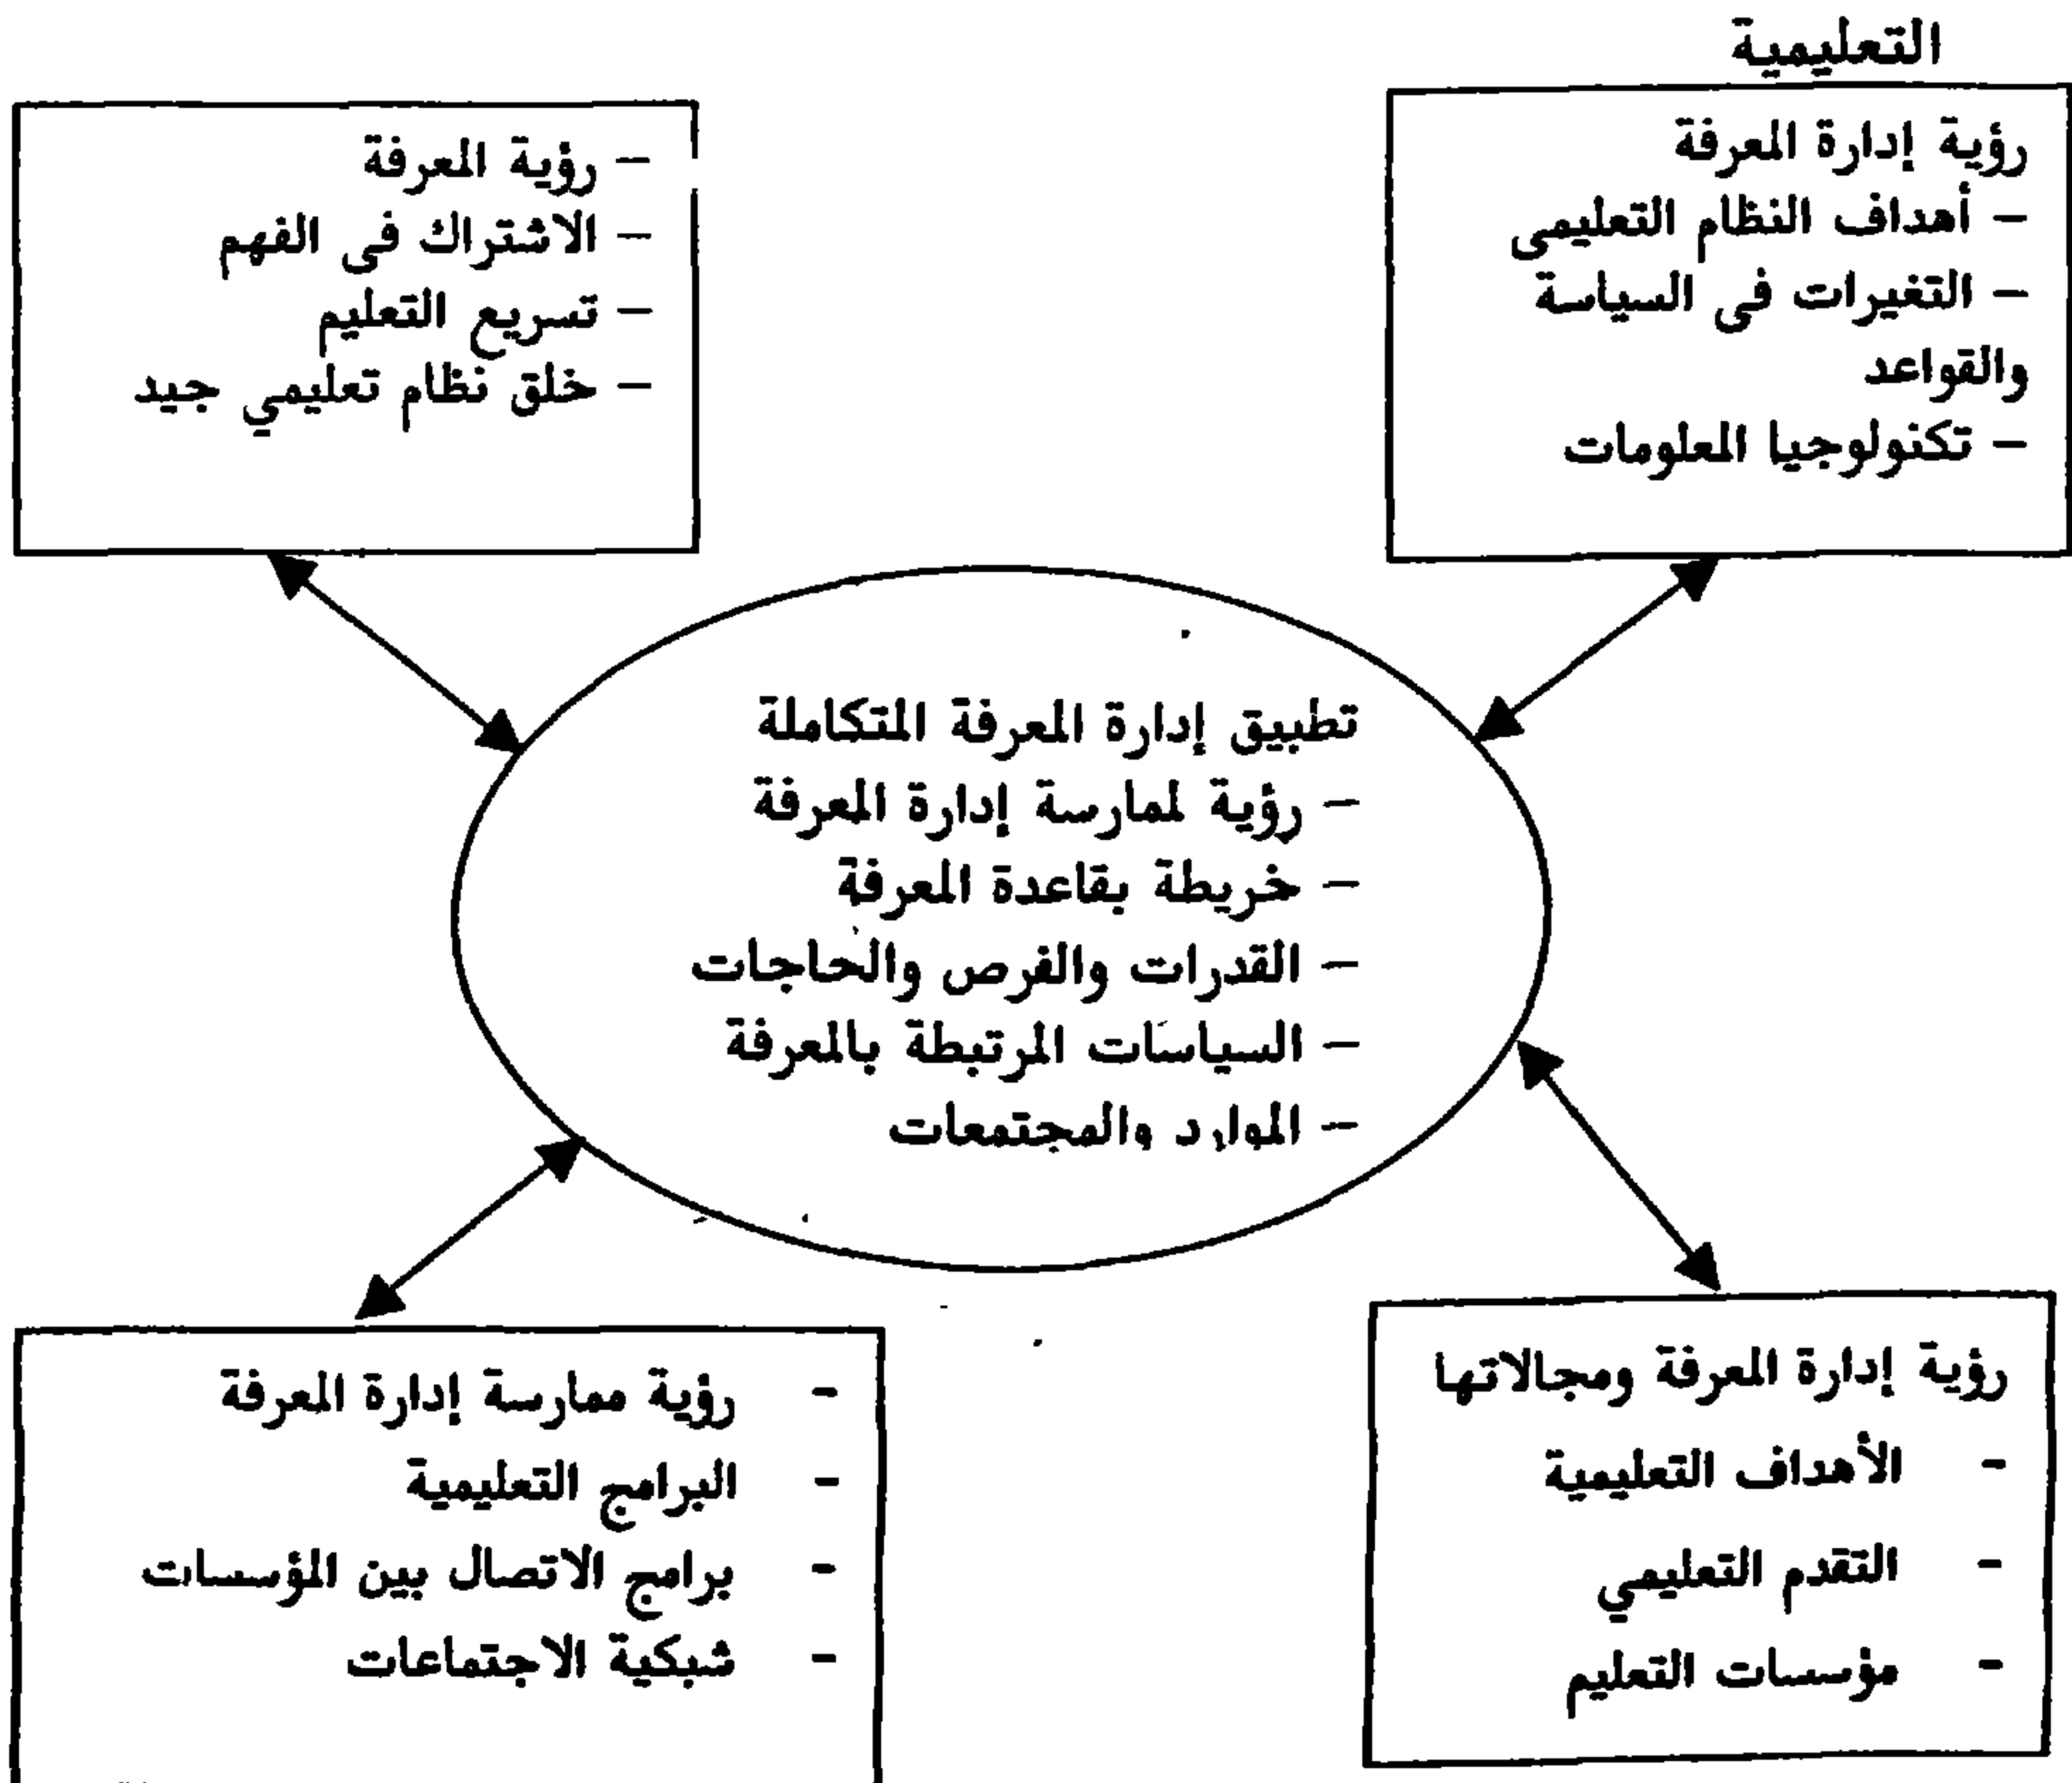 التعليمية
رؤية إدارة المعرفة
– أهداف النظام التعليمى
– التغيرات فى السياسة
والقواعد
– تكنولوجيا المعلومات
– رؤية المعرفة
– الاشتراك فى الفهم
– تسريع التعليم
– خلق نظام تعليمي جيد
تطبيق إدارة المعرفة المتكاملة
– رؤية لممارسة إدارة المعرفة
– خريطة بقاعدة المعرفة
– القدرات والفرص والحاجات
– السياسات المرتبطة بالمعرفة
– الموارد والمجتمعات
رؤية إدارة المعرفة ومجالاتها
- الأهداف التعليمية
- التقدم التعليمي
- مؤسسات التعليم
- رؤية ممارسة إدارة المعرفة
- البرامج التعليمية
- برامج الاتصال بين المؤسسات
- شبكية الاجتماعات